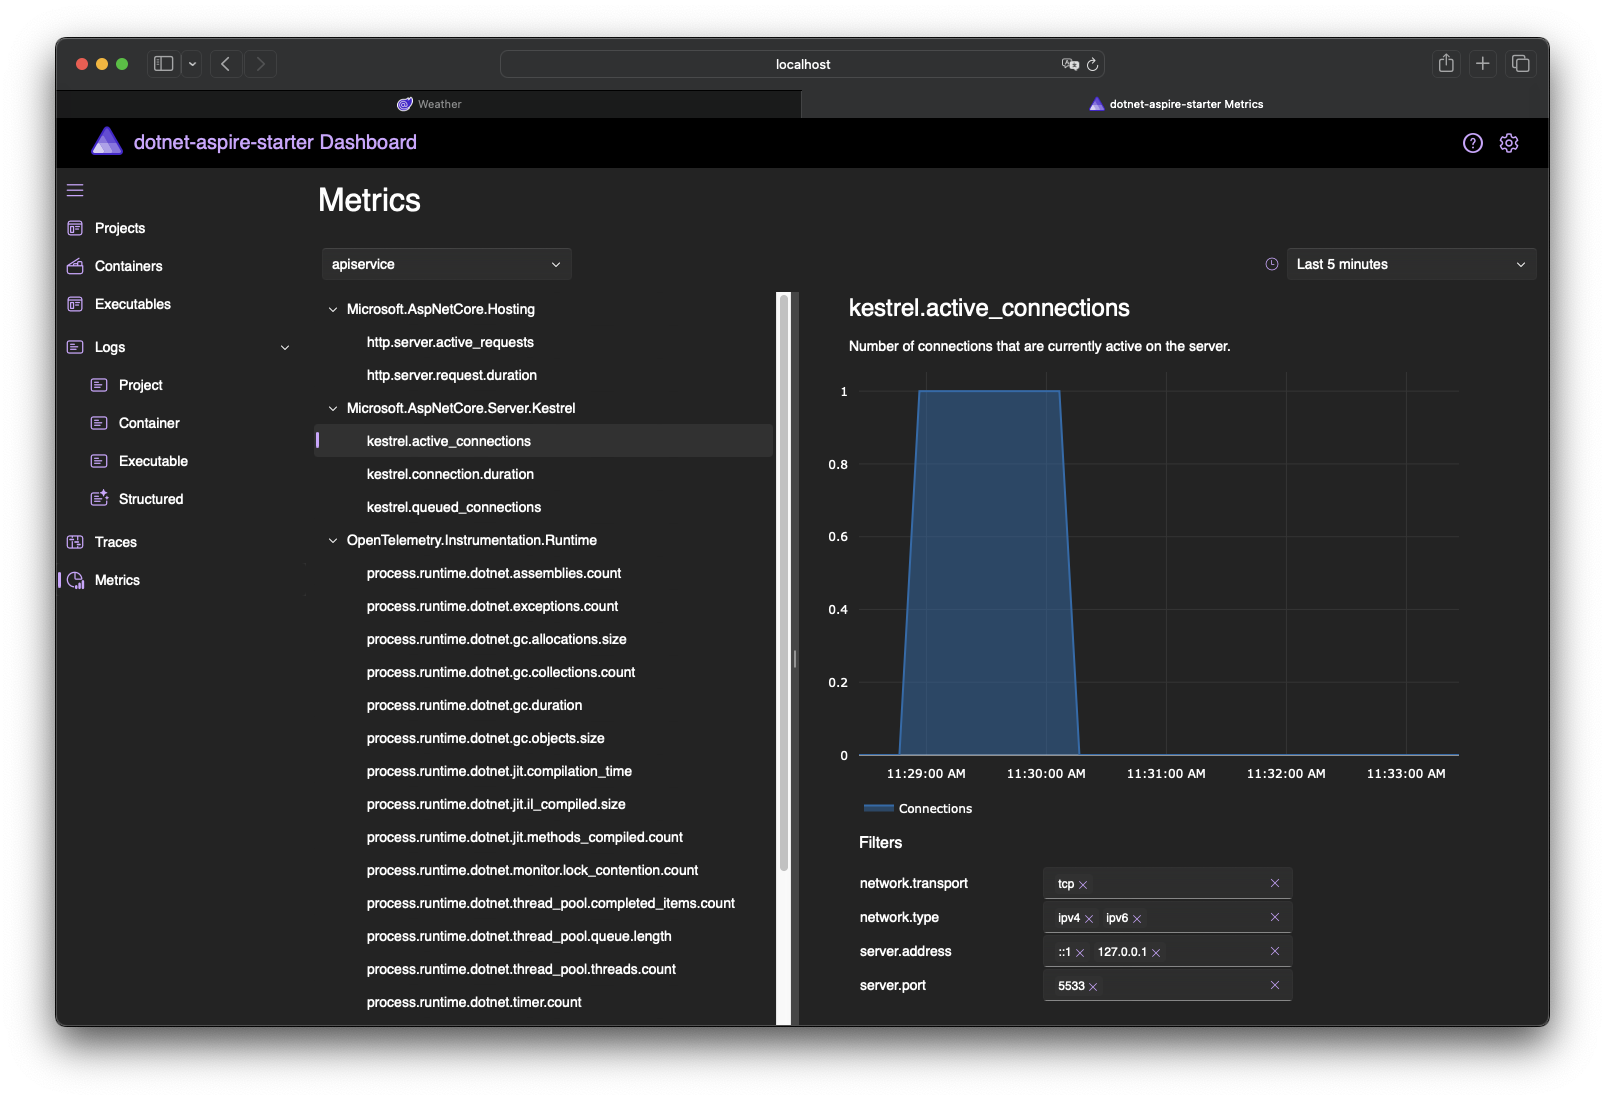 localhost
Weather
dotnet-aspire-starter Metrics
dotnet-aspire-starter Dashboard
Metrics
Projects
Containers
Executables
Logs
Project
Container
Executable
Structured
Traces
Metrics
apiservice
Last 5 minutes
Microsoft.AspNetCore.Hosting
http.server.active_requests
http.server.request.duration
Microsoft.AspNetCore.Server.Kestrel
kestrel.active_connections
kestrel.connection.duration
kestrel.queued_connections
OpenTelemetry.Instrumentation.Runtime
process.runtime.dotnet.assemblies.count
process.runtime.dotnet.exceptions.count
process.runtime.dotnet.gc.allocations.size
process.runtime.dotnet.gc.collections.count
process.runtime.dotnet.gc.duration
process.runtime.dotnet.gc.objects.size
process.runtime.dotnet.jit.compilation_time
process.runtime.dotnet.jit.il_compiled.size
process.runtime.dotnet.jit.methods_compiled.count
process.runtime.dotnet.monitor.lock_contention.count
process.runtime.dotnet.thread_pool.completed_items.count
process.runtime.dotnet.thread_pool.queue.length
process.runtime.dotnet.thread_pool.threads.count
process.runtime.dotnet.timer.count
kestrel.active_connections
Number of connections that are currently active on the server.
1
0.8
0.6
0.4
0.2
0
11:29:00 AM 11:30:00 AM 11:31:00 AM 11:32:00 AM 11:33:00 AM
Connections
Filters
network.transport tcp
network.type ipv4 ipv6
server.address ::1 127.0.0.1
server.port 5533